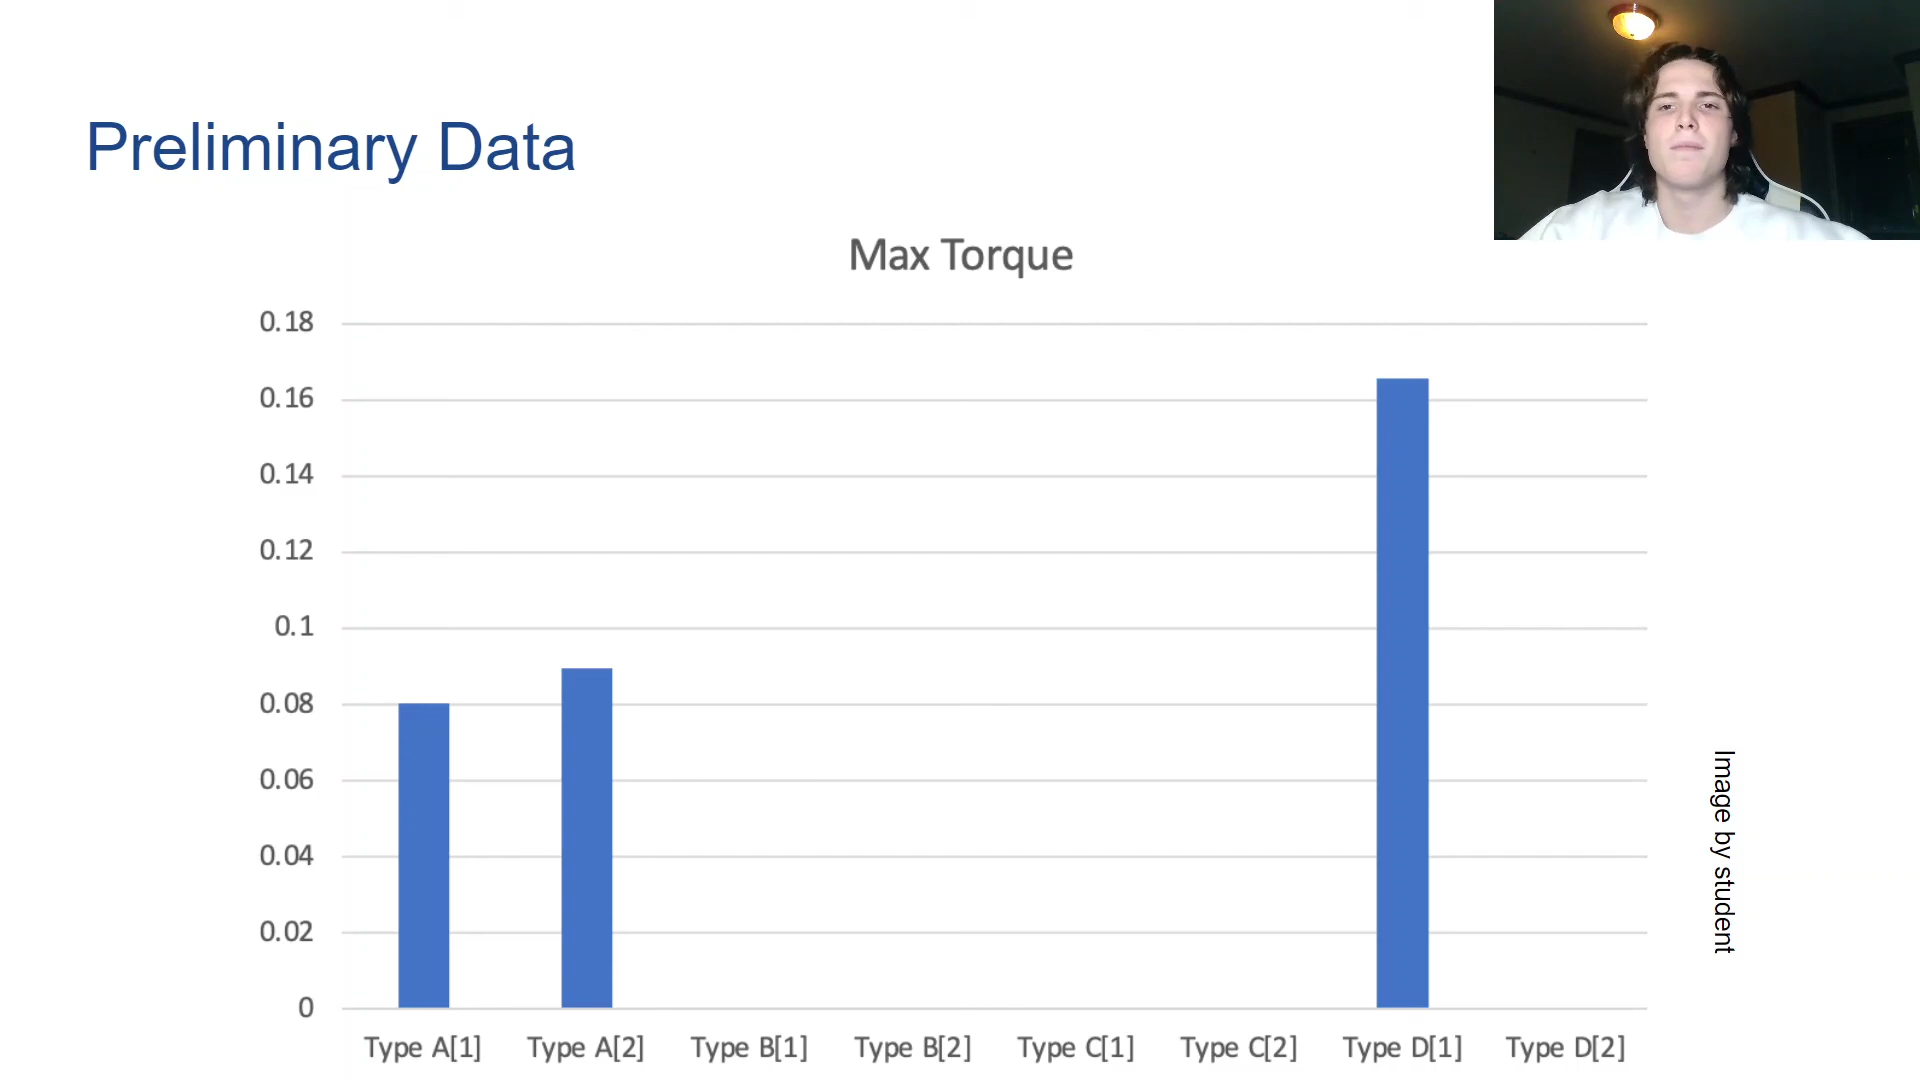 Preliminary Data
Max Torque
0.18
0.16
0.14
0.12
0.1
0.08
0.06
0.04
0.02
0
Type A[1] Type A[2] Type B[1] Type B[2] Type C[1] Type C[2] Type D[1] Type D[2]
Image by student